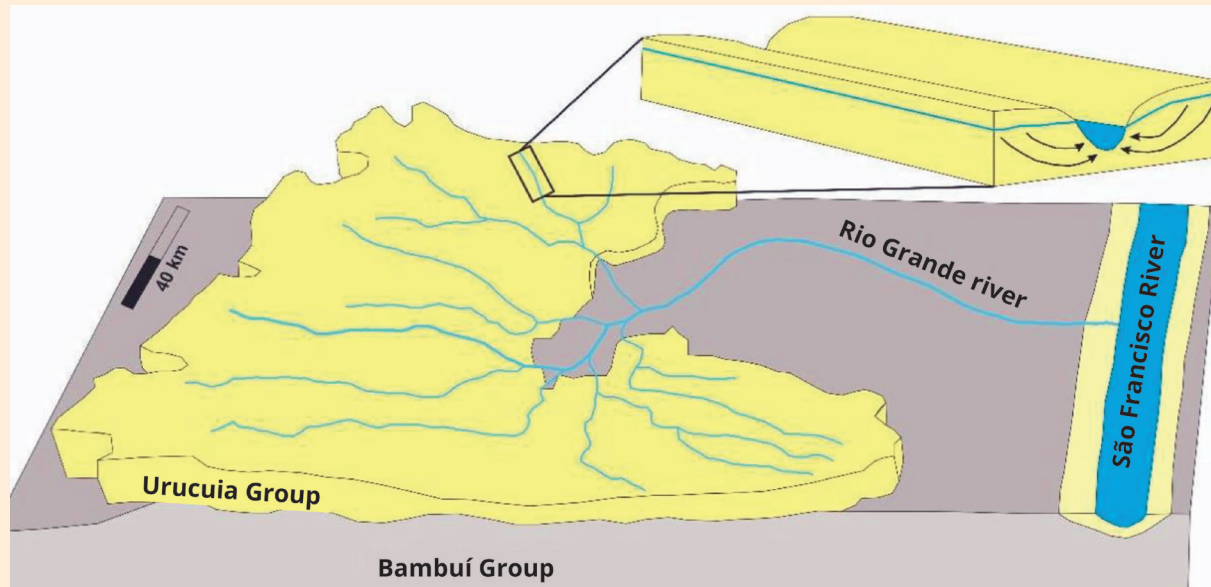 40 km
Rio Grande river
São Francisco River
Urucuia Group
Bambuí Group